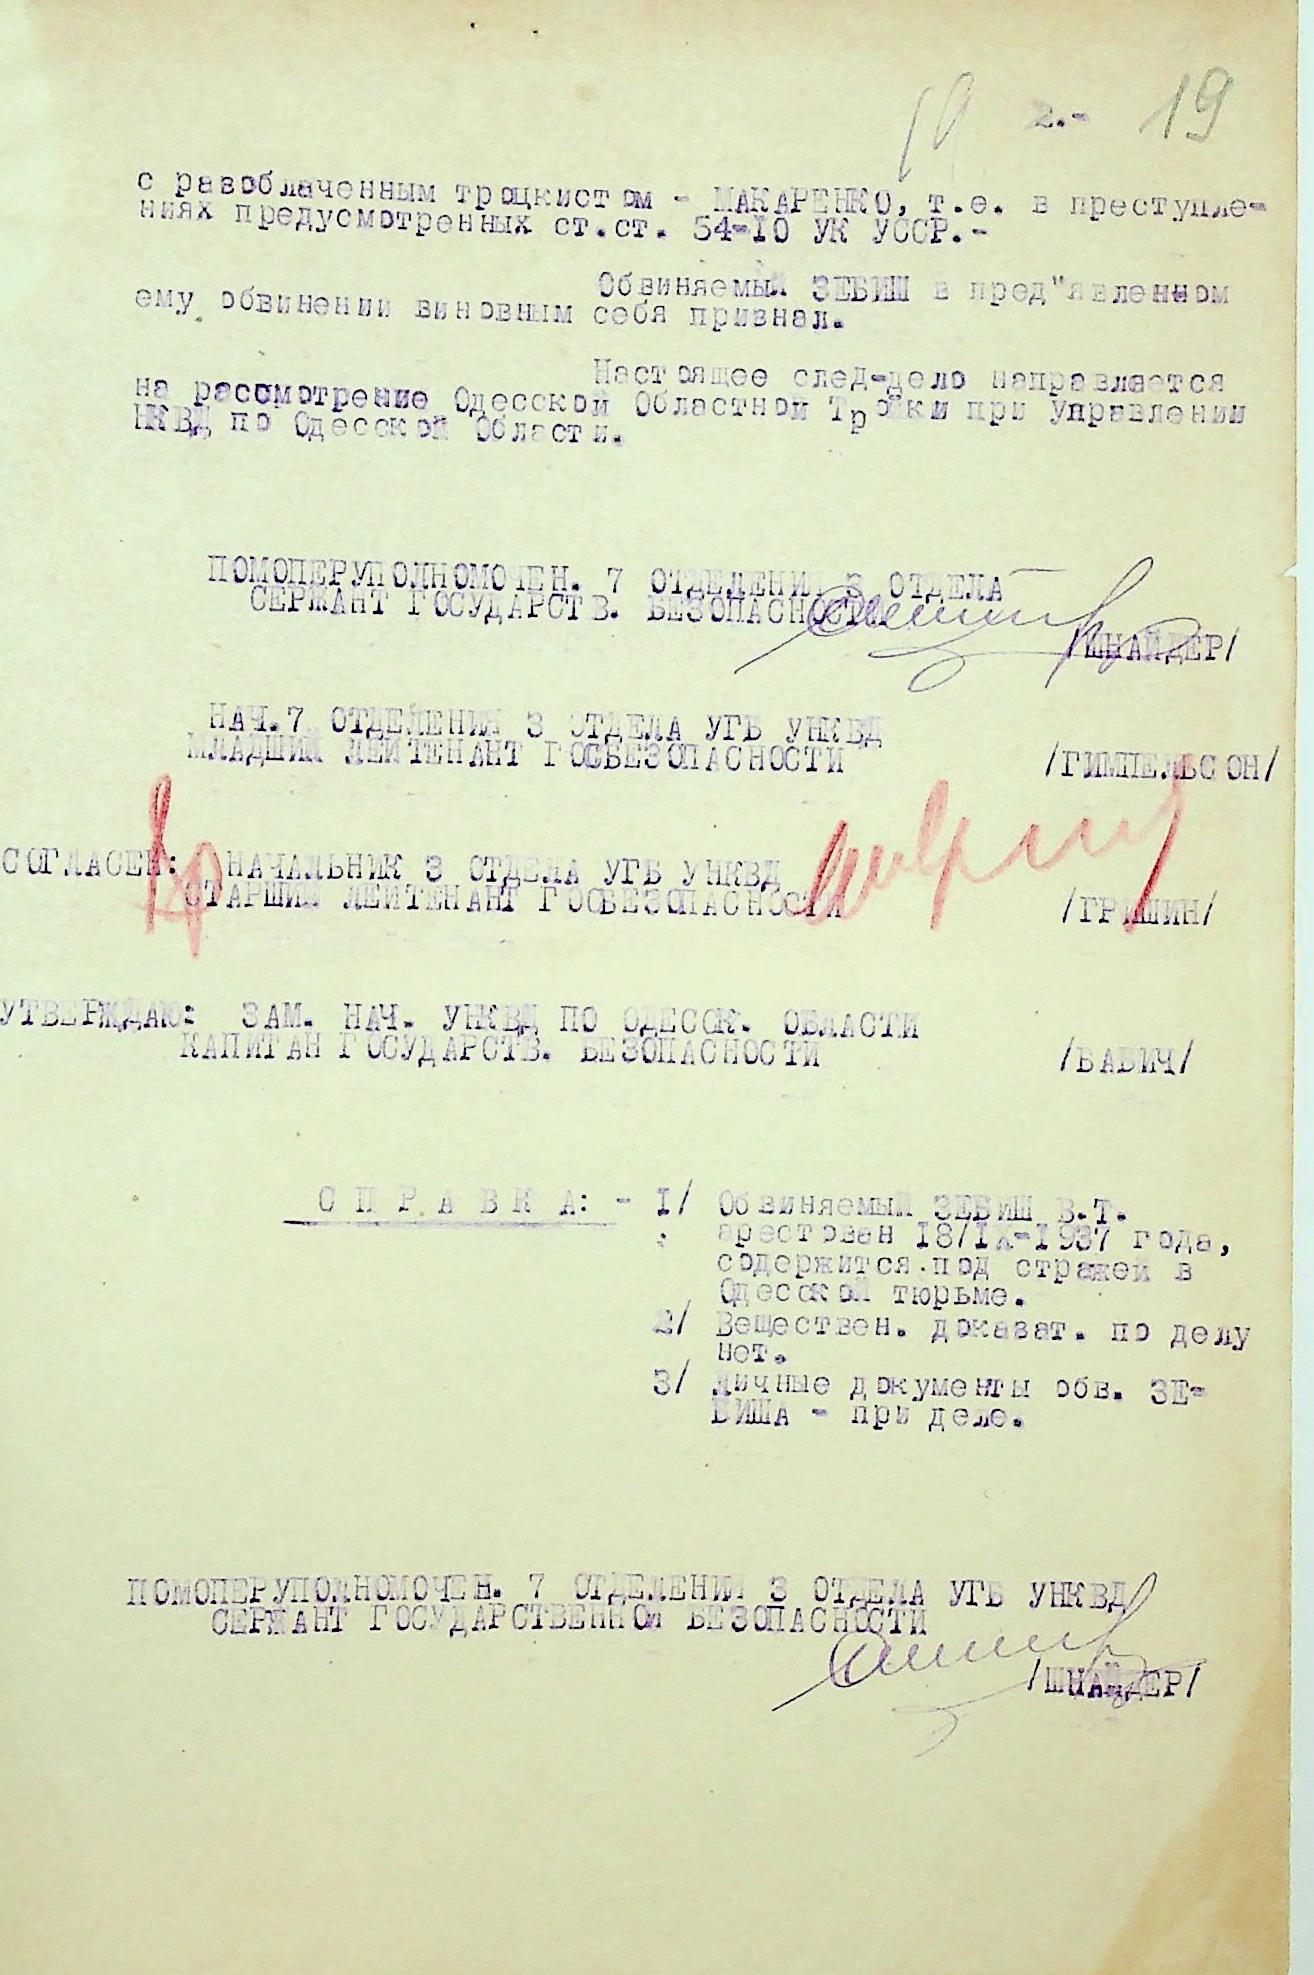 2.- 19
с разоблаченным троцкистом - МАКАРЕНКО, т.е. в преступле-
ниях предусмотренных ст.ст. 54-10 УК УССР.-
Обвиняемый ЗЕБИШ в пред"явленном
ему обвинении виновным себя признал.
Настоящее след-дело направляется
на рассмотрение Одесской Областной Тройки при Управлении
НКВД по Одесской Области.
ПОМОПЕРУПОЛНОМОЧЕН. 7 ОТДЕЛЕНИЯ 3 ОТДЕЛА
СЕРЖАНТ ГОСУДАРСТВ. БЕЗОПАСНОСТИ
/ШНАЙДЕР/
НАЧ.7 ОТДЕЛЕНИЯ 3 ОТДЕЛА УГБ УНКВД
МЛАДШИЙ ЛЕЙТЕНАНТ ГОСБЕЗОПАСНОСТИ /ГИМПЕЛЬСОН/
СОГЛАСЕН: Вр НАЧАЛЬНИК 3 ОТДЕЛА УГБ УНКВД
СТАРШИЙ ЛЕЙТЕНАНТ ГОСБЕЗОПАСНОСТИ /ГРИШИН/
УТВЕРЖДАЮ: ЗАМ. НАЧ. УНКВД ПО ОДЕССК. ОБЛАСТИ
КАПИТАН ГОСУДАРСТВ. БЕЗОПАСНОСТИ /БАБИЧ/
С П Р А В К А: - I/ Обвиняемый ЗЕБИШ В.Т.
арестован 18/IX-1937 года,
содержится под стражей в
Одесской тюрьме.
2/ Веществен. доказат. по делу
нет.
3/ Личные документы обв. ЗЕ-
БИША - при деле.
ПОМОПЕРУПОЛНОМОЧЕН. 7 ОТДЕЛЕНИЯ 3 ОТДЕЛА УГБ УНКВД
СЕРЖАНТ ГОСУДАРСТВЕННОЙ БЕЗОПАСНОСТИ
/ШНАЙДЕР/